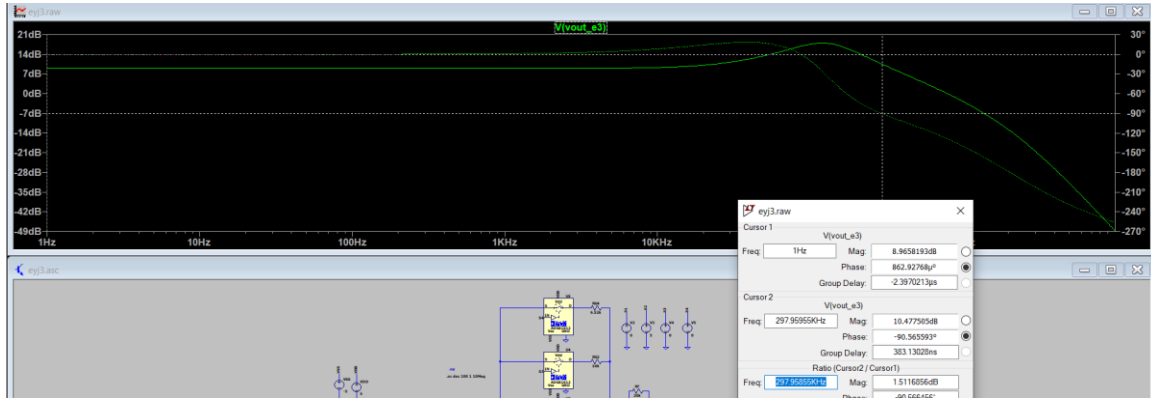 eyj3.raw
V(vout_e3)
21dB
14dB
7dB
0dB
-7dB
-14dB
-21dB
-28dB
-35dB
-42dB
-49dB
30°
0°
-30°
-60°
-90°
-120°
-150°
-180°
-210°
-240°
-270°
1Hz
10Hz
100Hz
1KHz
10KHz
eyj3.raw
Cursor 1
V(vout_e3)
Freq: 1Hz Mag: 8.9658193dB
Phase: 862.92768µ°
Group Delay: -2.3970213µs
Cursor 2
V(vout_e3)
Freq: 297.95955KHz Mag: 10.477505dB
Phase: -90.565593°
Group Delay: 383.13028ns
Ratio (Cursor2 / Cursor1)
Freq: 297.95855KHz Mag: 1.5116856dB
Phase: -90.566456°
eyj3.asc